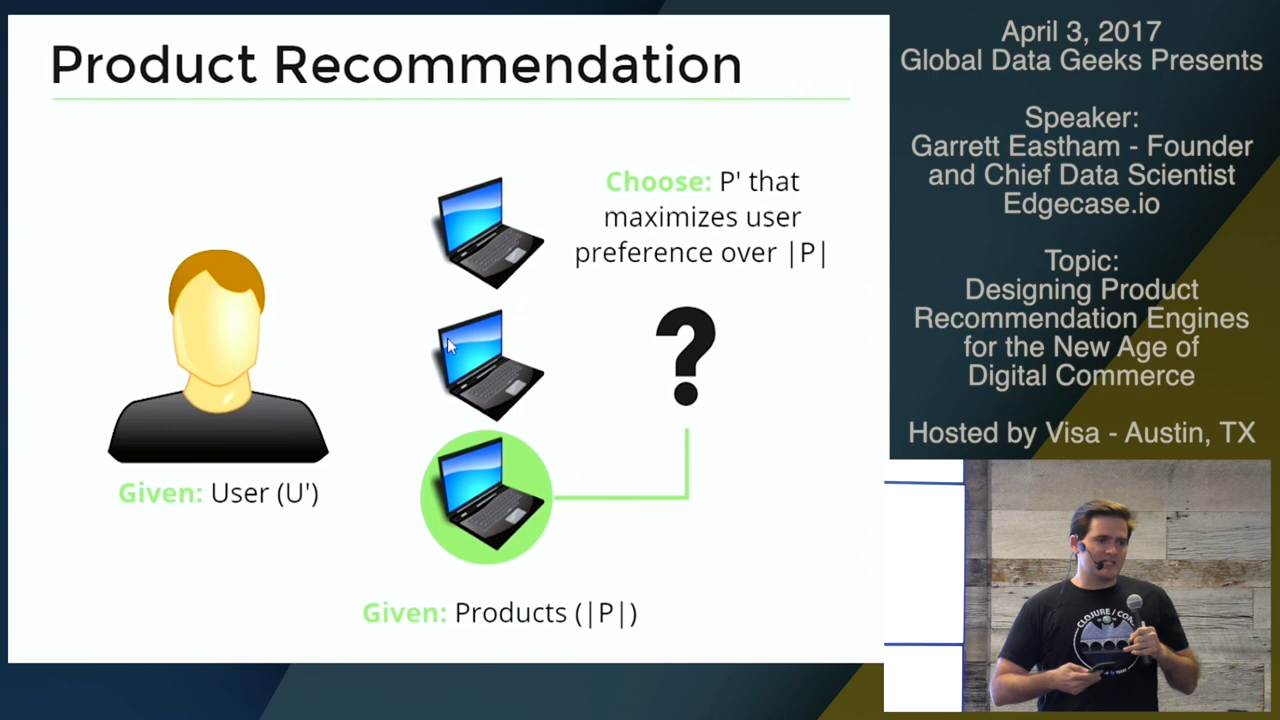 Product Recommendation
Choose: P' that
maximizes user
preference over |P|
?
Given: User (U')
Given: Products (|P|)
April 3, 2017
Global Data Geeks Presents
Speaker:
Garrett Eastham - Founder
and Chief Data Scientist
Edgecase.io
Topic:
Designing Product
Recommendation Engines
for the New Age of
Digital Commerce
Hosted by Visa - Austin, TX
CLOJURE / CON